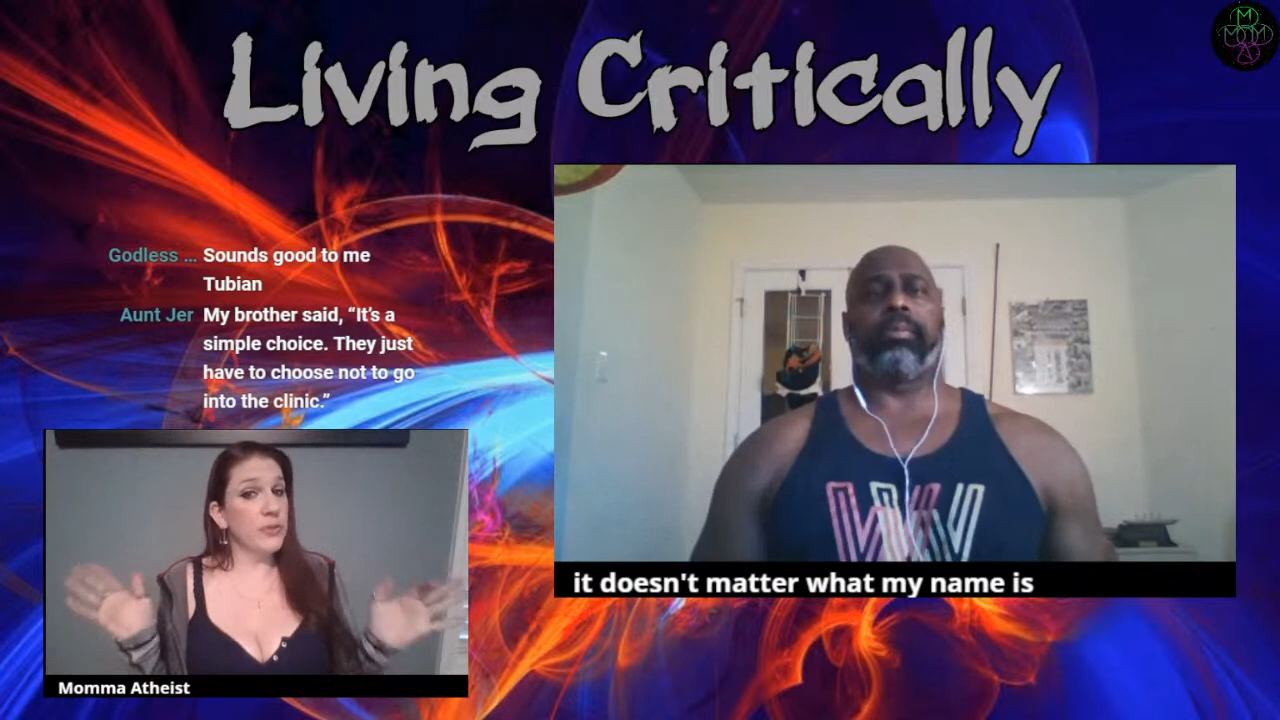 Living Critically
Godless ... Sounds good to me
Tubian
Aunt Jer My brother said, “It’s a
simple choice. They just
have to choose not to go
into the clinic.”
it doesn't matter what my name is
Momma Atheist